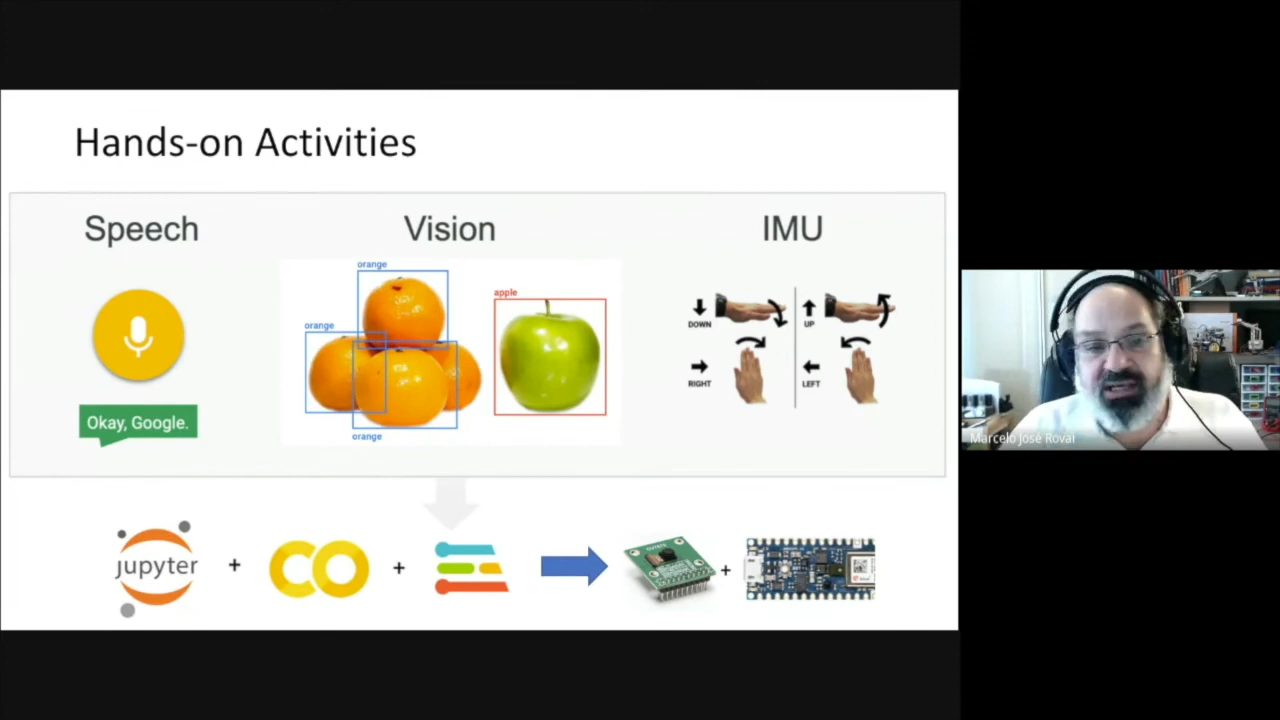 Hands-on Activities
Speech
Vision
IMU
orange
apple
orange
orange
DOWN
UP
RIGHT
LEFT
Okay, Google.
jupyter
+
+
+
Marcelo José Rovai